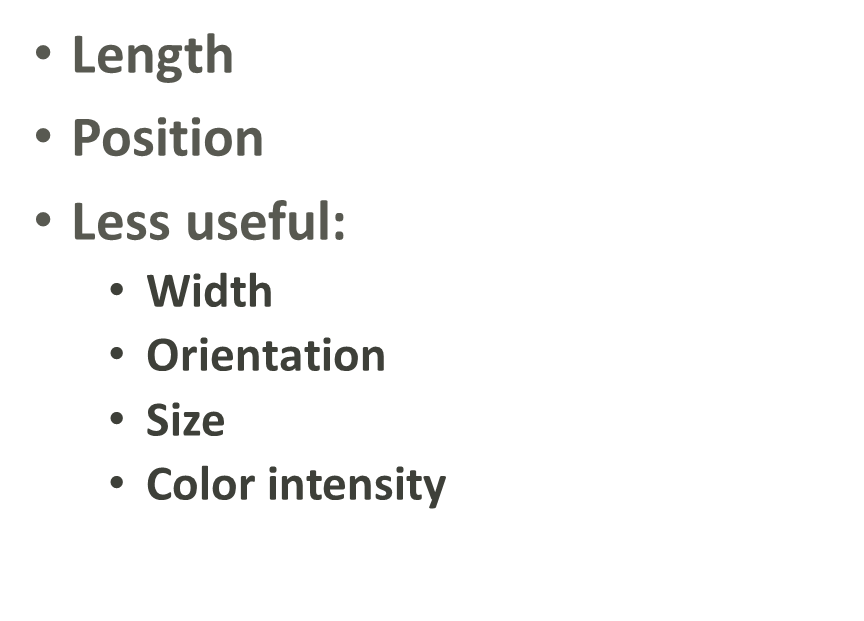 • Length
• Position
• Less useful:
• Width
• Orientation
• Size
• Color intensity